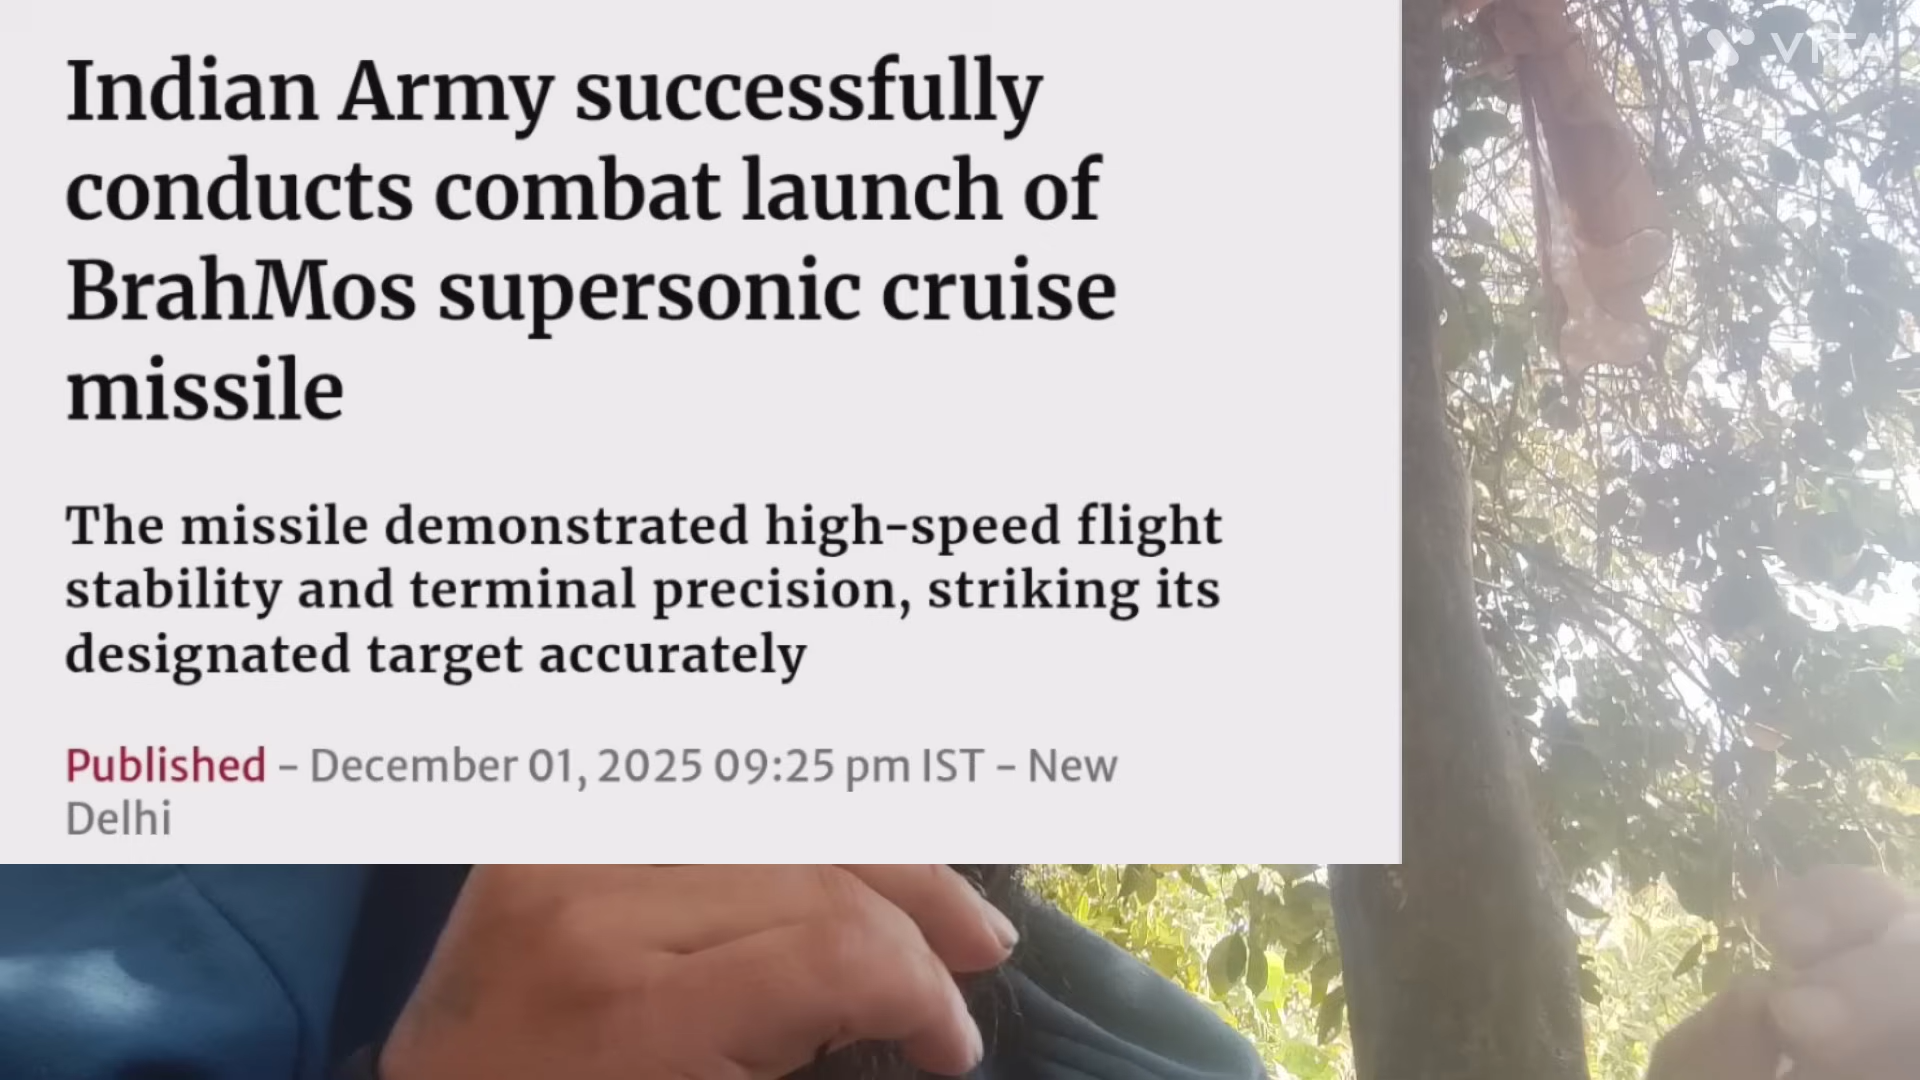 VITA
Indian Army successfully
conducts combat launch of
BrahMos supersonic cruise
missile
The missile demonstrated high-speed flight
stability and terminal precision, striking its
designated target accurately
Published – December 01, 2025 09:25 pm IST – New
Delhi